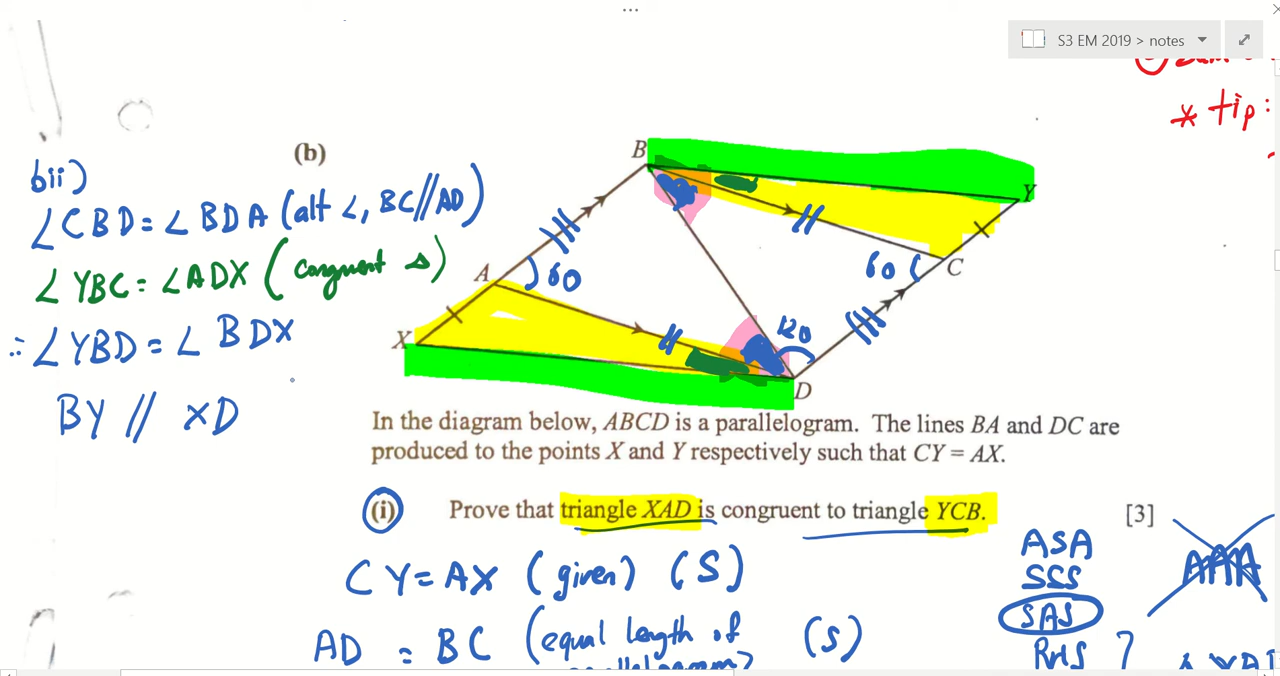 S3 EM 2019 > notes
* tip:
(b)
bii)
∠CBD = ∠BDA (alt ∠, BC//AD)
∠YBC = ∠ADX (congruent Δ)
∴ ∠YBD = ∠BDX
BY // XD
B
Y
A
60
60
C
X
120
D
In the diagram below, ABCD is a parallelogram. The lines BA and DC are
produced to the points X and Y respectively such that CY = AX.
(i) Prove that triangle XAD is congruent to triangle YCB. [3]
CY = AX (given) (S)
AD = BC (equal length of (S)
ASA
SSS
SAS
RHS ?
AAA